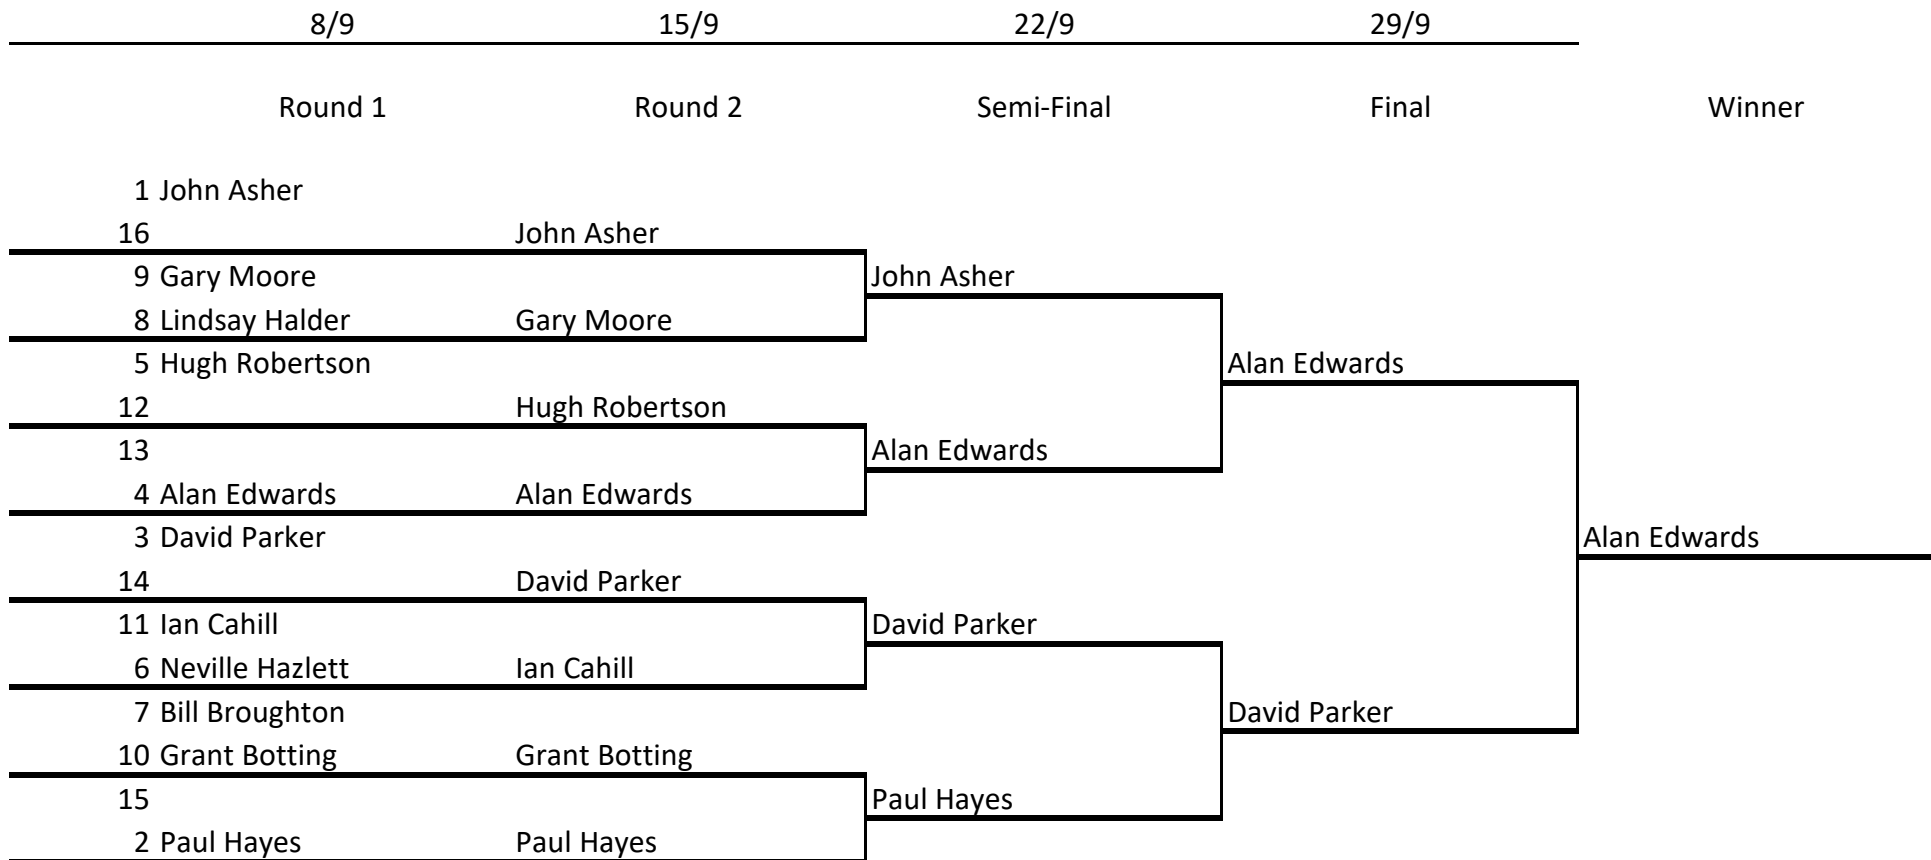 8/9 15/9 22/9 29/9
Round 1 Round 2 Semi-Final Final Winner
1 John Asher
16 John Asher
9 Gary Moore John Asher
8 Lindsay Halder Gary Moore
5 Hugh Robertson Alan Edwards
12 Hugh Robertson
13 Alan Edwards
4 Alan Edwards Alan Edwards
3 David Parker Alan Edwards
14 David Parker
11 Ian Cahill David Parker
6 Neville Hazlett Ian Cahill
7 Bill Broughton David Parker
10 Grant Botting Grant Botting
15 Paul Hayes
2 Paul Hayes Paul Hayes